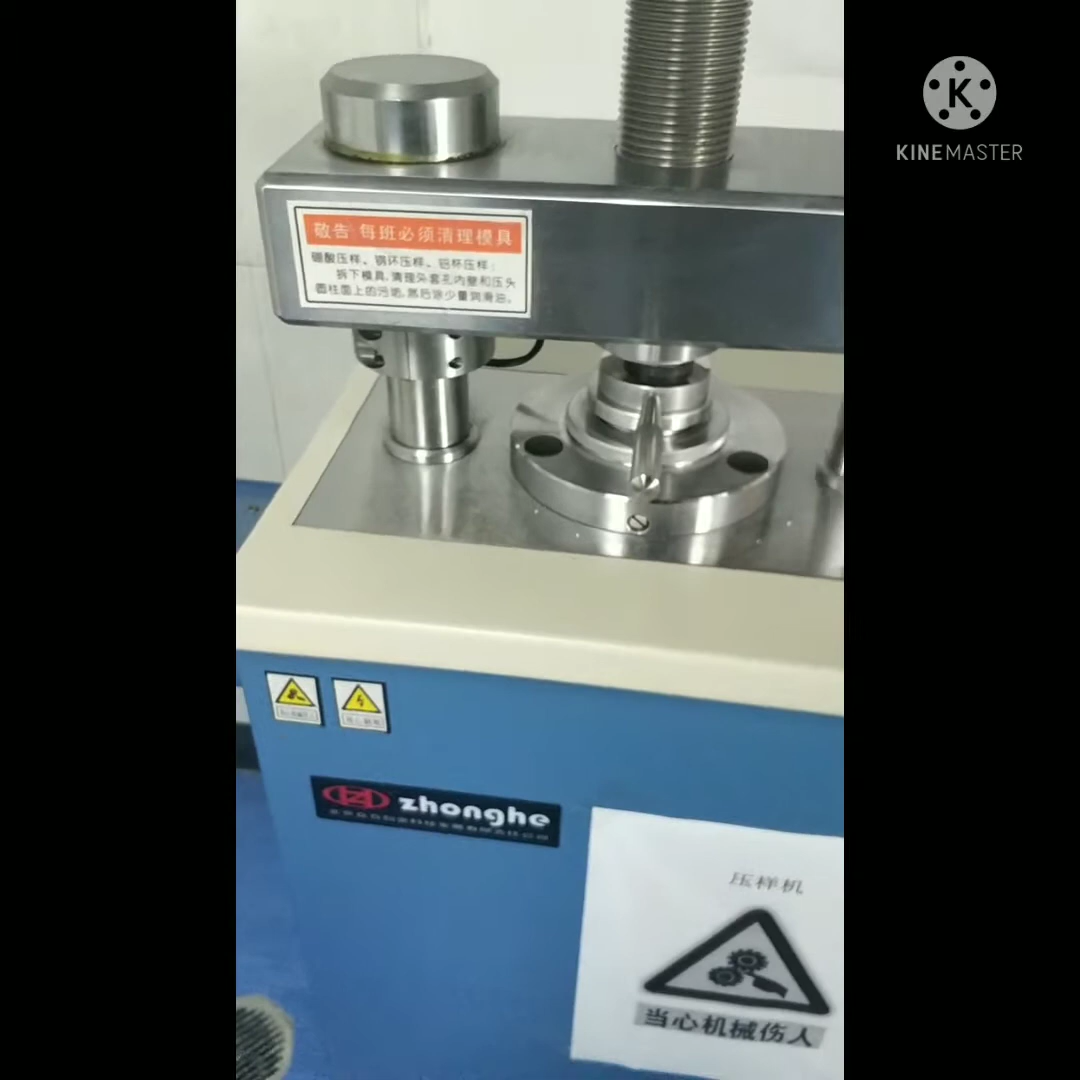 K
KINEMASTER
敬告 每班必须清理模具
硼酸压样、钢环压样、铝杯压样：
拆下模具，清理外套孔内壁和压头
圆柱面上的污垢，然后涂少量润滑油。
zhonghe
压样机
当心机械伤人